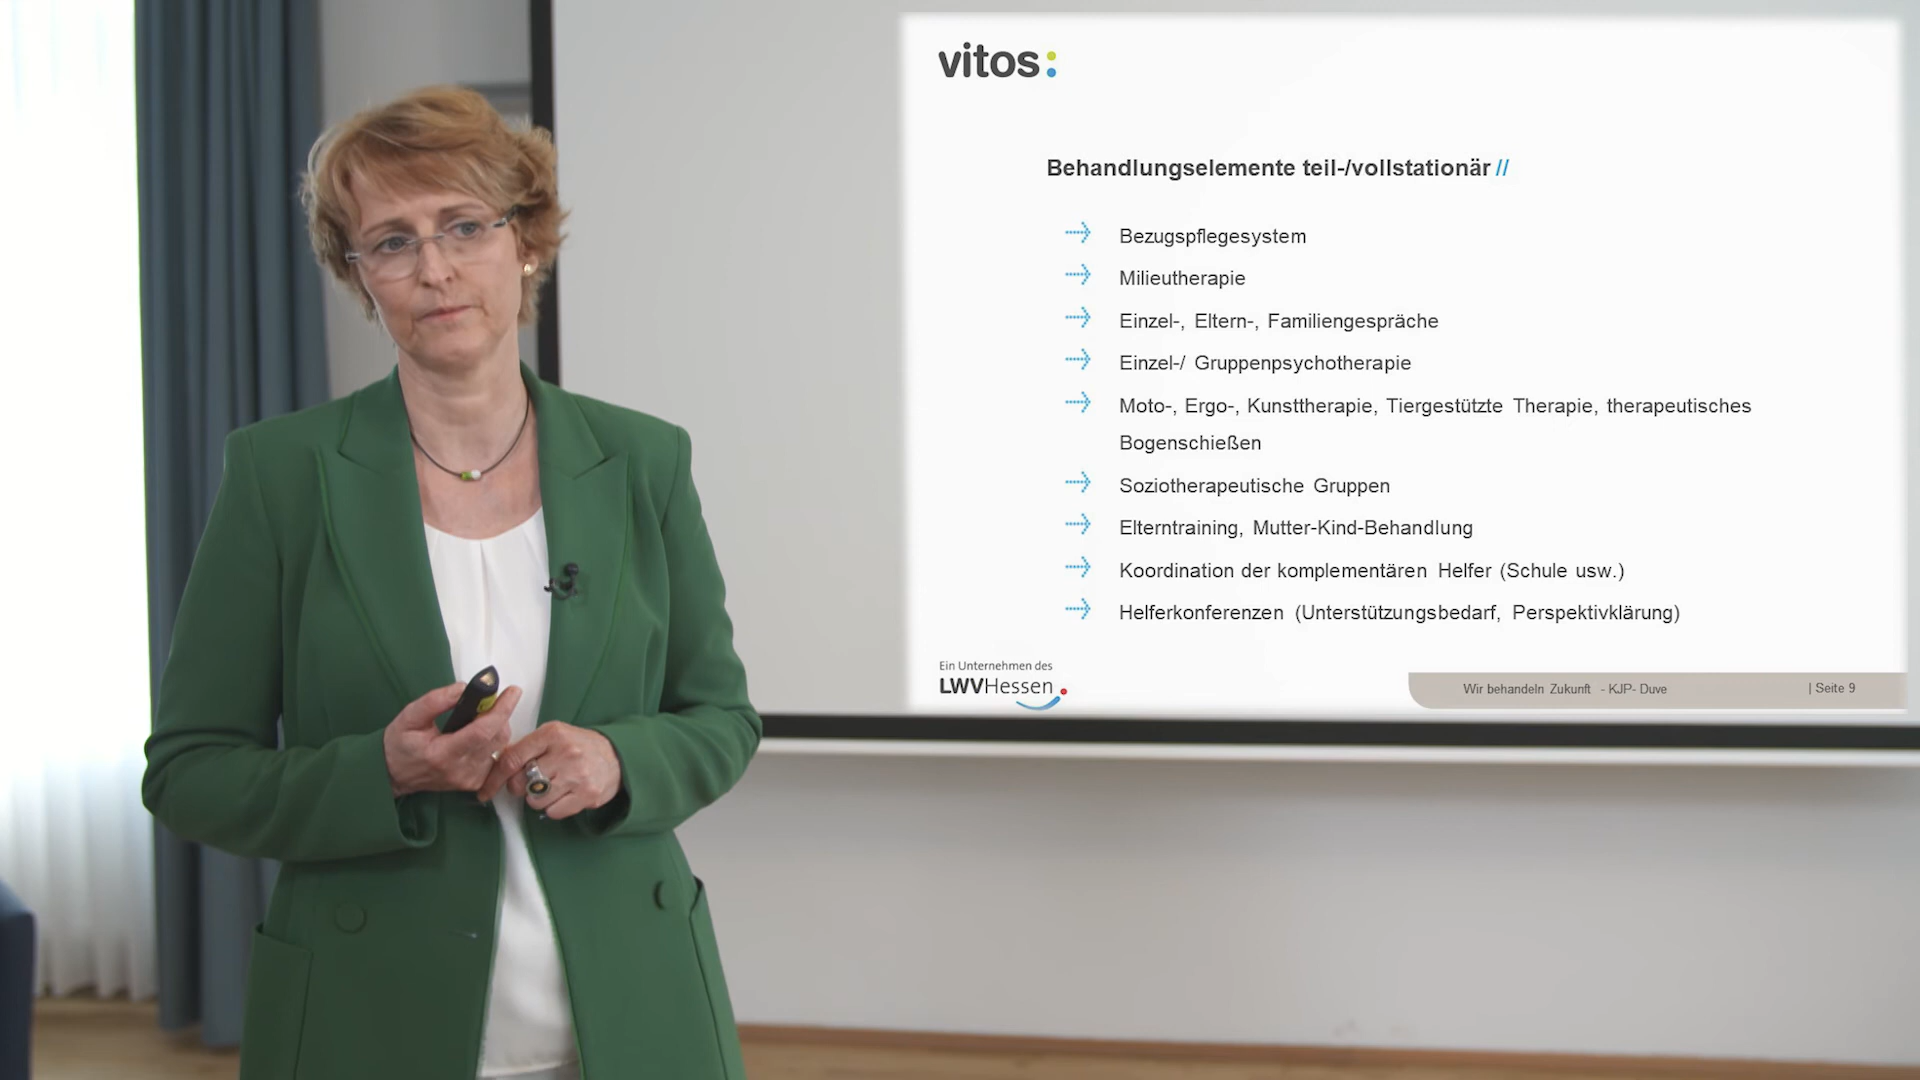 vitos:
Behandlungselemente teil-/vollstationär //
Bezugspflegesystem
Milieutherapie
Einzel-, Eltern-, Familiengespräche
Einzel-/ Gruppenpsychotherapie
Moto-, Ergo-, Kunsttherapie, Tiergestützte Therapie, therapeutisches
Bogenschießen
Soziotherapeutische Gruppen
Elterntraining, Mutter-Kind-Behandlung
Koordination der komplementären Helfer (Schule usw.)
Helferkonferenzen (Unterstützungsbedarf, Perspektivklärung)
Ein Unternehmen des
LWVHessen
Wir behandeln Zukunft - KJP- Duve | Seite 9